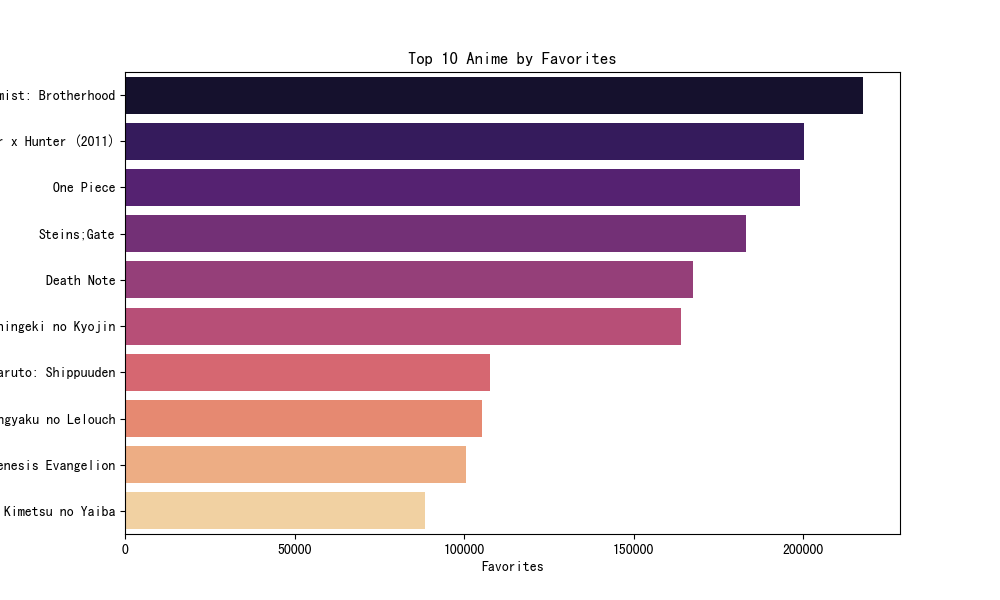 Top 10 Anime by Favorites
mist: Brotherhood
r x Hunter (2011)
One Piece
Steins;Gate
Death Note
hingeki no Kyojin
aruto: Shippuuden
ngyaku no Lelouch
enesis Evangelion
Kimetsu no Yaiba
0 50000 100000 150000 200000
Favorites